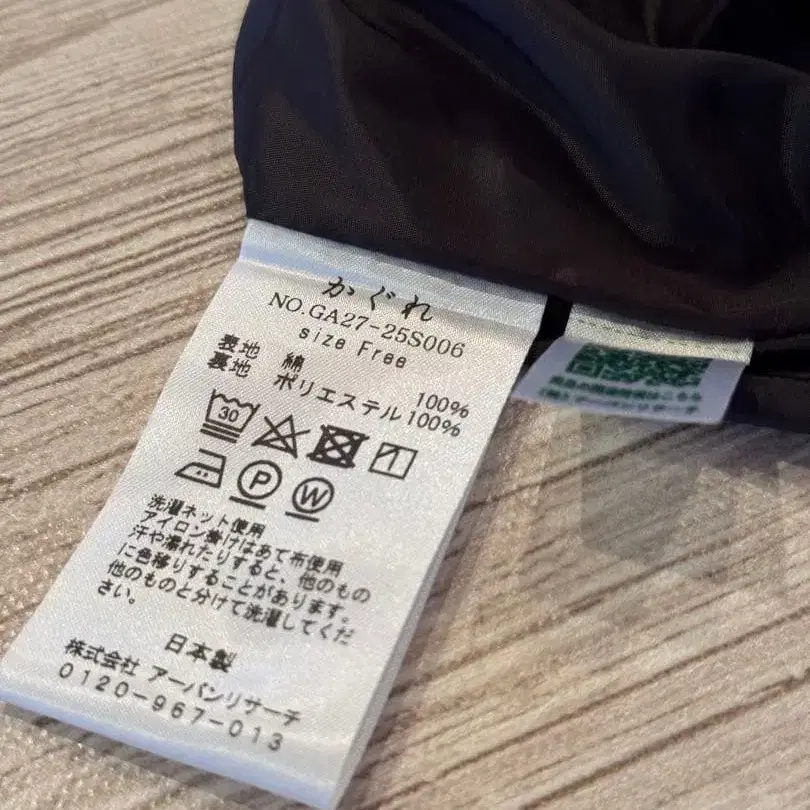 かぐれ
NO.GA27-25S006
size Free
表地 綿 100%
裏地 ポリエステル 100%
30
P
W
洗濯ネット使用
アイロン掛けはあて布使用
汗や濡れたりすると、他のもの
に色移りすることがあります。
他のものと分けて洗濯してくだ
さい。
日本製
株式会社 アーバンリサーチ
0120-967-013